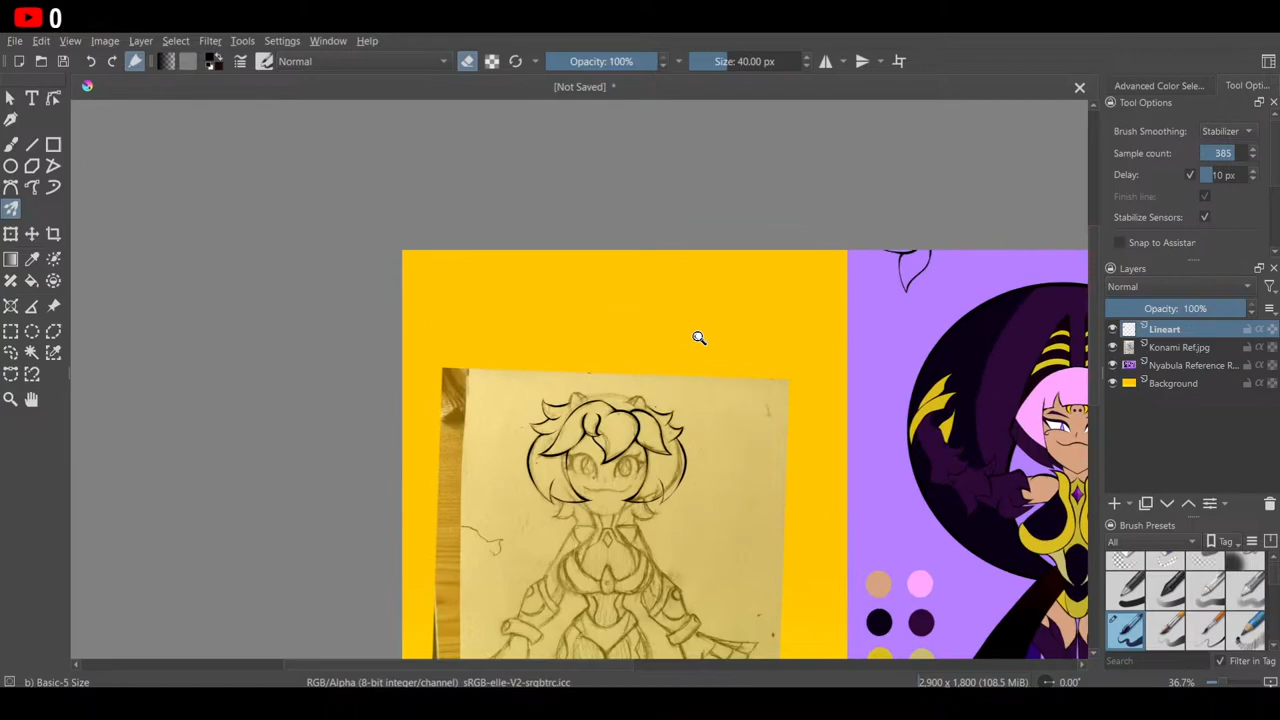 0
File Edit View Image Layer Select Filter Tools Settings Window Help
Normal Opacity: 100% Size: 40.00 px
[Not Saved] *
Advanced Color Sele... Tool Opti...
Tool Options
Brush Smoothing: Stabilizer
Sample count: 385
Delay: 10 px
Finish line:
Stabilize Sensors:
Snap to Assistar
Layers
Normal
Opacity: 100%
Lineart
Konami Ref.jpg
Nyabula Reference R...
Background
Brush Presets
All Tag
Search Filter in Tag
b) Basic-5 Size RGB/Alpha (8-bit integer/channel) sRGB-elle-V2-srgbtrc.icc 2,900 x 1,800 (108.5 MiB) 0.00° 36.7%